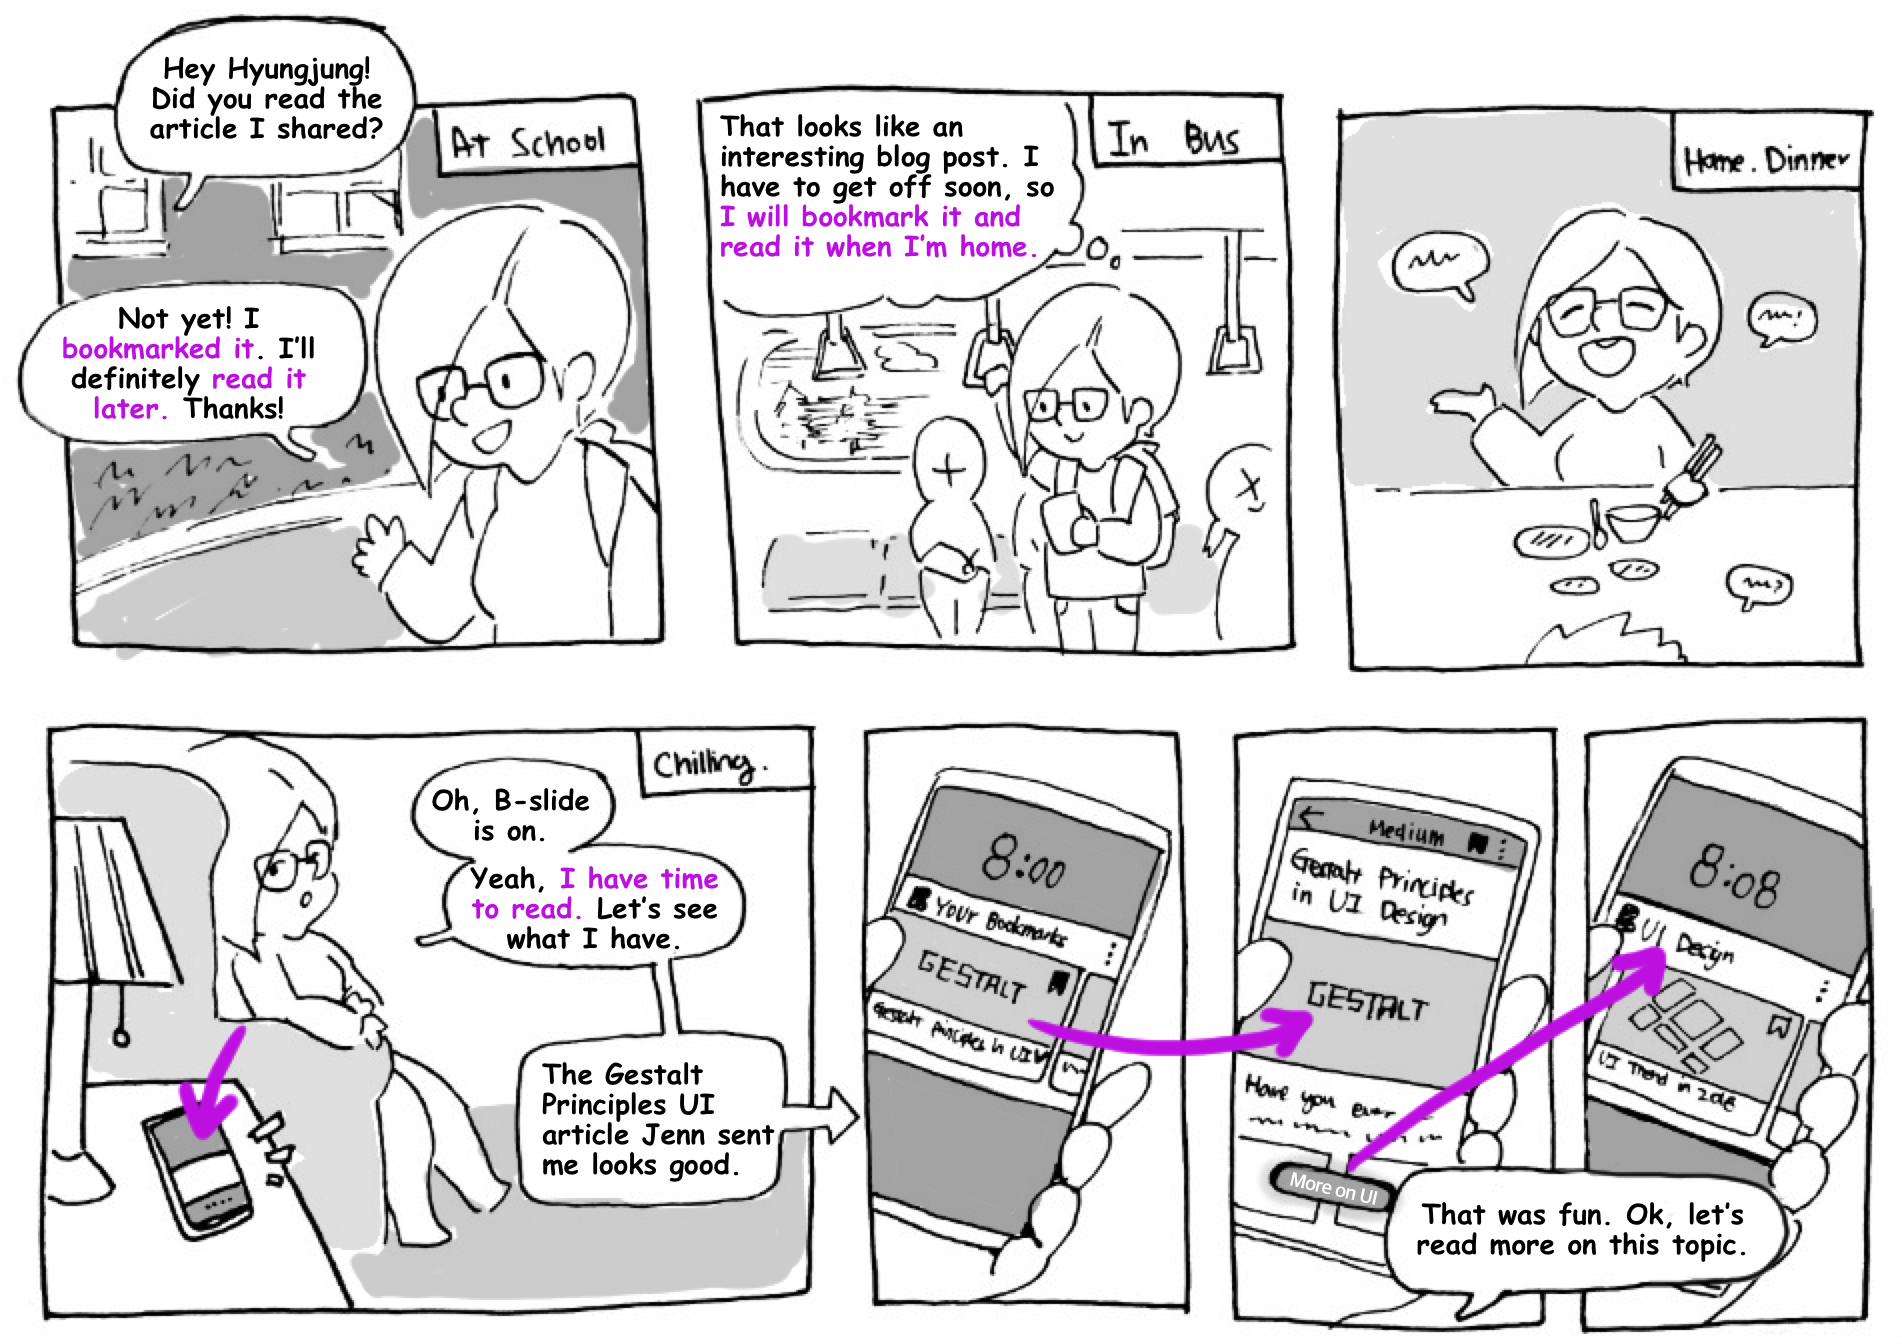 Hey Hyungjung!
Did you read the
article I shared?
At School
Not yet! I
bookmarked it. I'll
definitely read it
later. Thanks!
That looks like an
interesting blog post. I
have to get off soon, so
I will bookmark it and
read it when I'm home.
In Bus
Home. Dinner
Chilling.
Oh, B-slide
is on.
Yeah, I have time
to read. Let's see
what I have.
The Gestalt
Principles UI
article Jenn sent
me looks good.
8:00
Your Bookmarks
GESTALT
Gestalt principles in UI
Medium
Gestalt Principles
in UI Design
GESTALT
Have you ever
More on UI
That was fun. Ok, let's
read more on this topic.
8:08
UI Design
UI Trend in